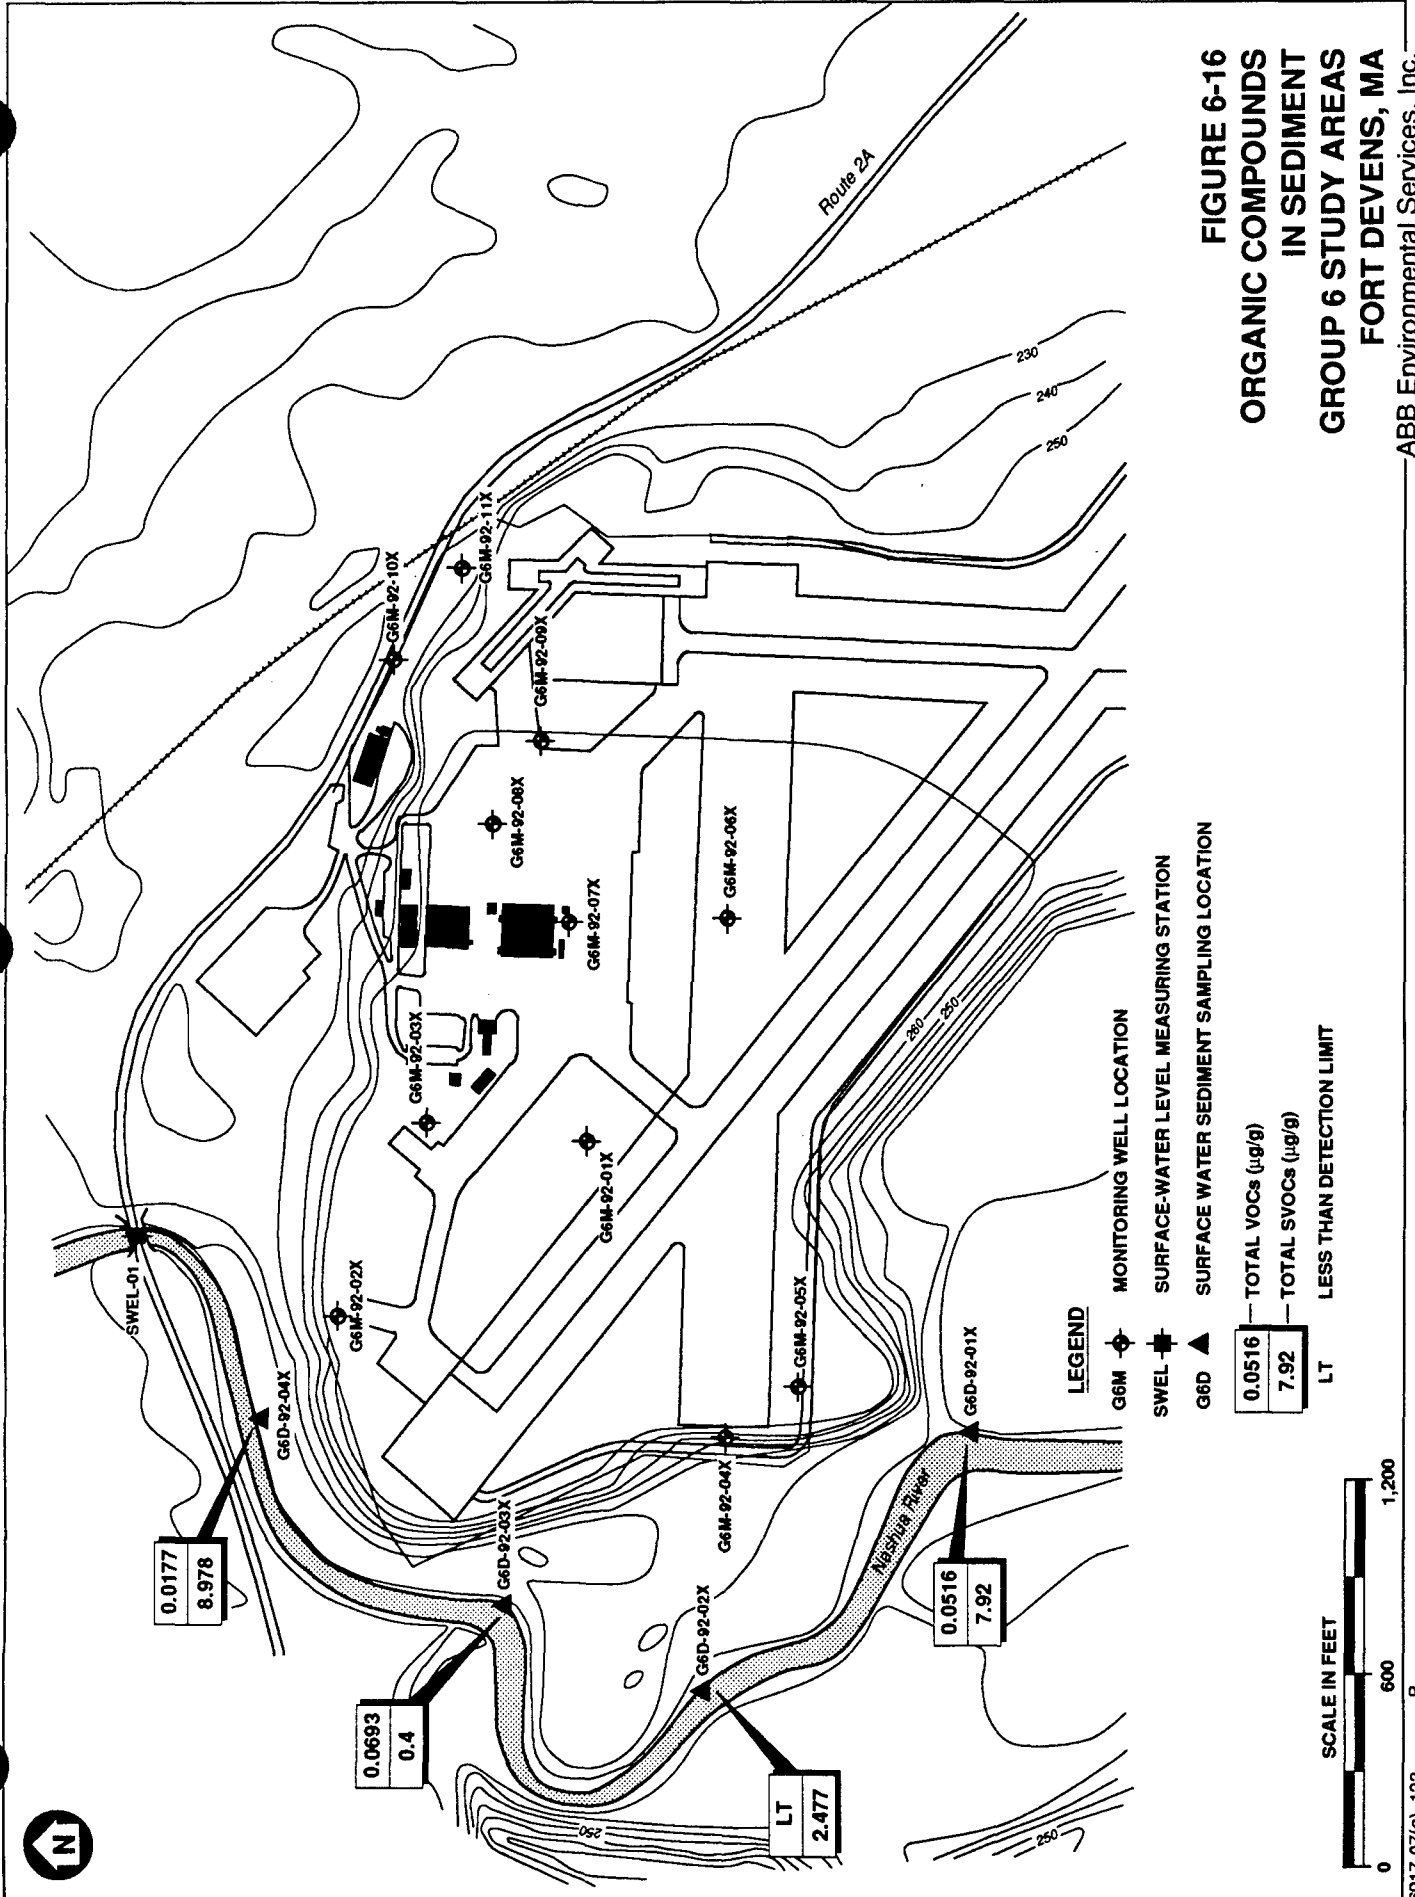 FIGURE 6-16
ORGANIC COMPOUNDS
IN SEDIMENT
GROUP 6 STUDY AREAS
FORT DEVENS, MA
ABB Environmental Services, Inc.
N
SWEL-01
0.0177
8.978
G6D-92-04X
0.0693
0.4
G6D-92-03X
LT
2.477
G6D-92-02X
0.0516
7.92
G6D-92-01X
Nashua River
G6M-92-02X
G6M-92-03X
G6M-92-01X
G6M-92-04X
G6M-92-05X
G6M-92-07X
G6M-92-08X
G6M-92-06X
G6M-92-09X
G6M-92-10X
G6M-92-11X
Route 2A
230
240
250
260
250
250
250
LEGEND
G6M MONITORING WELL LOCATION
SWEL SURFACE-WATER LEVEL MEASURING STATION
G6D SURFACE WATER SEDIMENT SAMPLING LOCATION
0.0516 TOTAL VOCs (µg/g)
7.92 TOTAL SVOCs (µg/g)
LT LESS THAN DETECTION LIMIT
SCALE IN FEET
0 600 1,200